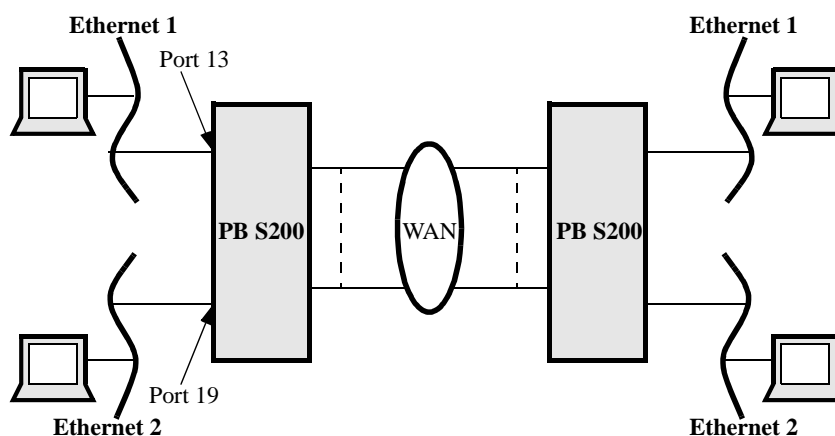 Ethernet 1
Ethernet 1
Port 13
PB S200
WAN
PB S200
Port 19
Ethernet 2
Ethernet 2